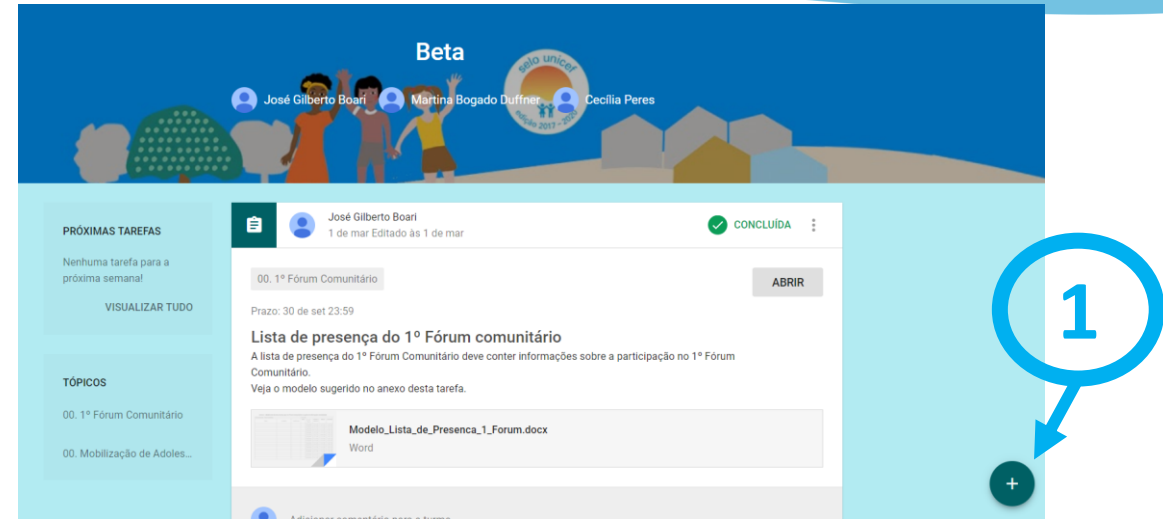 Beta
selo unicef
edição 2017 - 2020
José Gilberto Boari
Martina Bogado Duffner
Cecília Peres
PRÓXIMAS TAREFAS
Nenhuma tarefa para a
próxima semana!
VISUALIZAR TUDO
TÓPICOS
00. 1º Fórum Comunitário
00. Mobilização de Adoles...
José Gilberto Boari
1 de mar Editado às 1 de mar
CONCLUÍDA
00. 1º Fórum Comunitário
ABRIR
Prazo: 30 de set 23:59
Lista de presença do 1º Fórum comunitário
A lista de presença do 1º Fórum Comunitário deve conter informações sobre a participação no 1º Fórum
Comunitário.
Veja o modelo sugerido no anexo desta tarefa.
Modelo_Lista_de_Presenca_1_Forum.docx
Word
Adicionar comentário para a turma
1
+